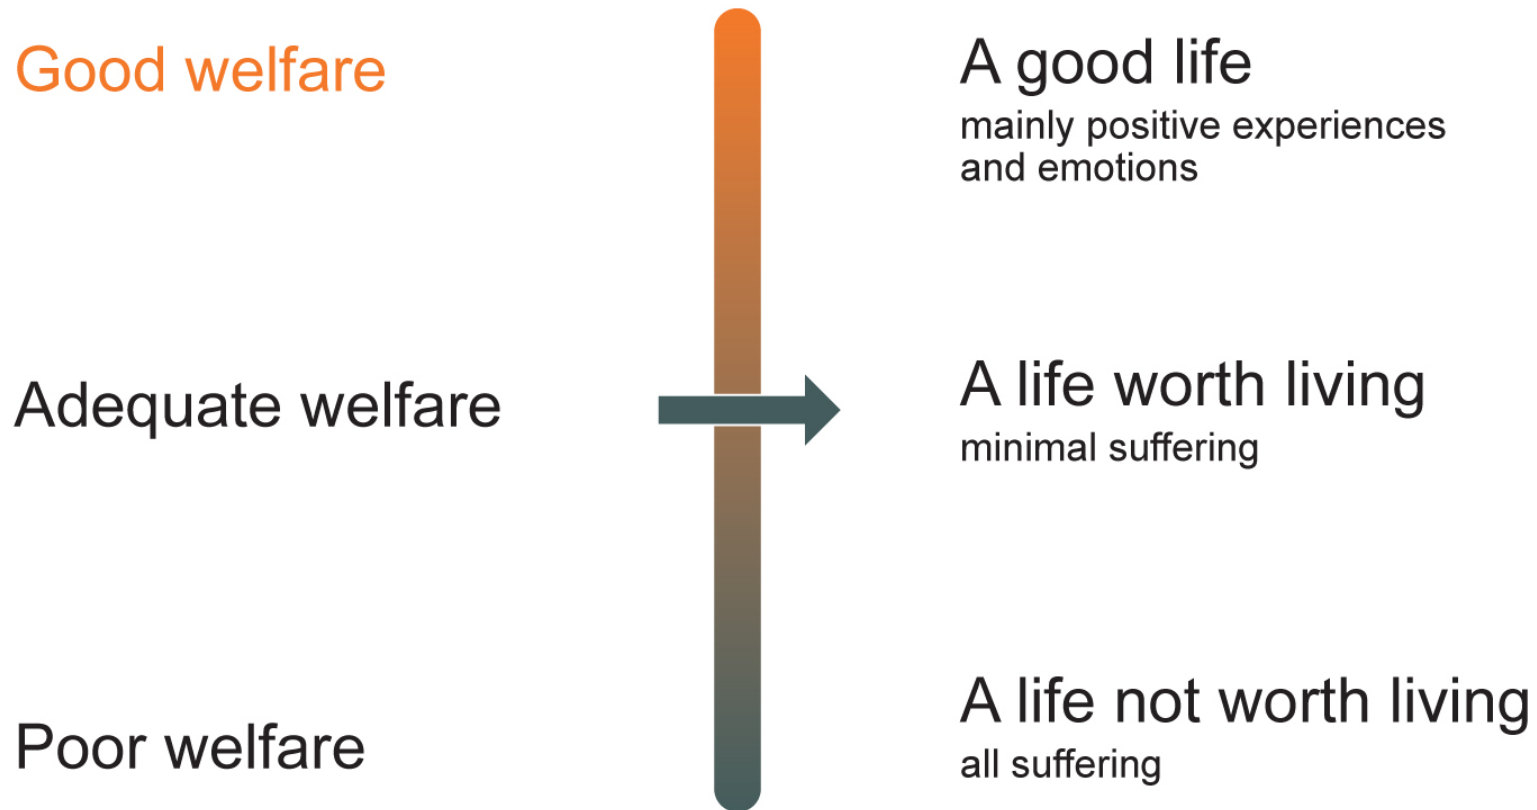 Good welfare
A good life
mainly positive experiences
and emotions
Adequate welfare
A life worth living
minimal suffering
Poor welfare
A life not worth living
all suffering